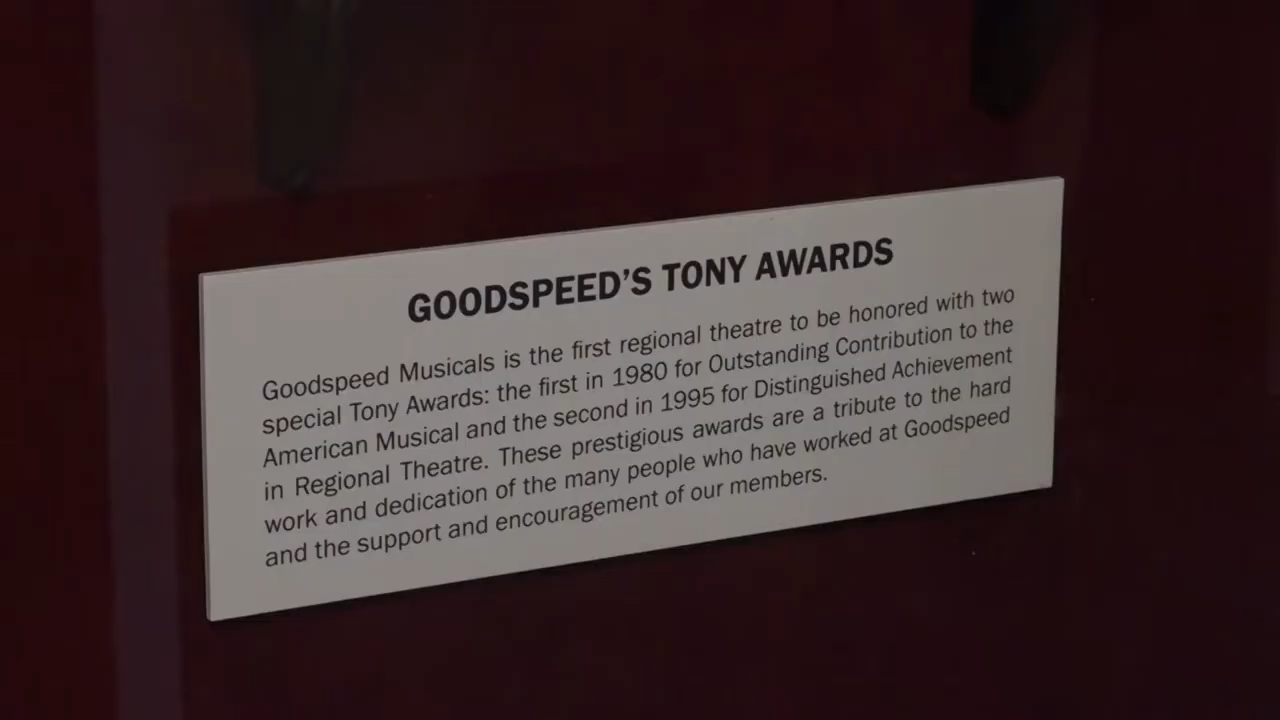 GOODSPEED'S TONY AWARDS
Goodspeed Musicals is the first regional theatre to be honored with two
special Tony Awards: the first in 1980 for Outstanding Contribution to the
American Musical and the second in 1995 for Distinguished Achievement
in Regional Theatre. These prestigious awards are a tribute to the hard
work and dedication of the many people who have worked at Goodspeed
and the support and encouragement of our members.